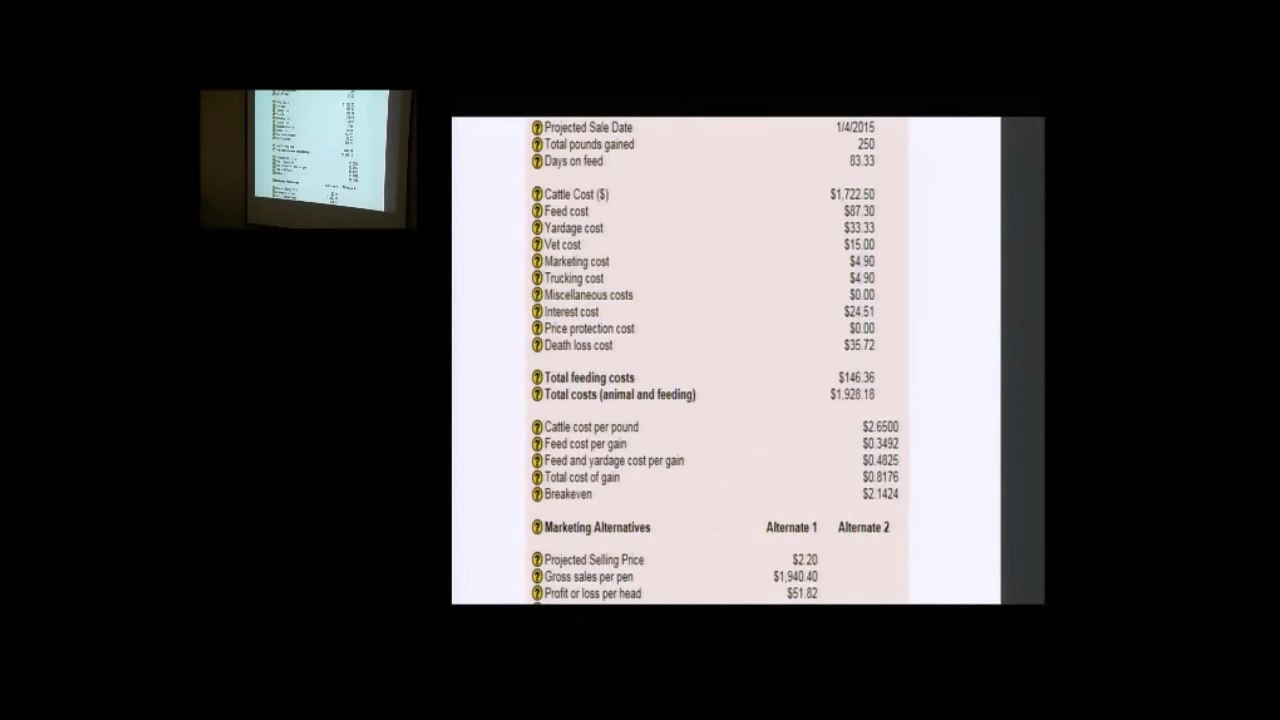 Projected Sale Date 1/4/2015
Total pounds gained 250
Days on feed 83.33
Cattle Cost ($) $1,722.50
Feed cost $87.30
Yardage cost $33.33
Vet cost $15.00
Marketing cost $4.90
Trucking cost $4.90
Miscellaneous costs $0.00
Interest cost $24.51
Price protection cost $0.00
Death loss cost $35.72
Total feeding costs $146.36
Total costs (animal and feeding) $1,928.18
Cattle cost per pound $2.6500
Feed cost per gain $0.3492
Feed and yardage cost per gain $0.4825
Total cost of gain $0.8176
Breakeven $2.1424
Marketing Alternatives Alternate 1 Alternate 2
Projected Selling Price $2.20
Gross sales per pen $1,940.40
Profit or loss per head $51.82